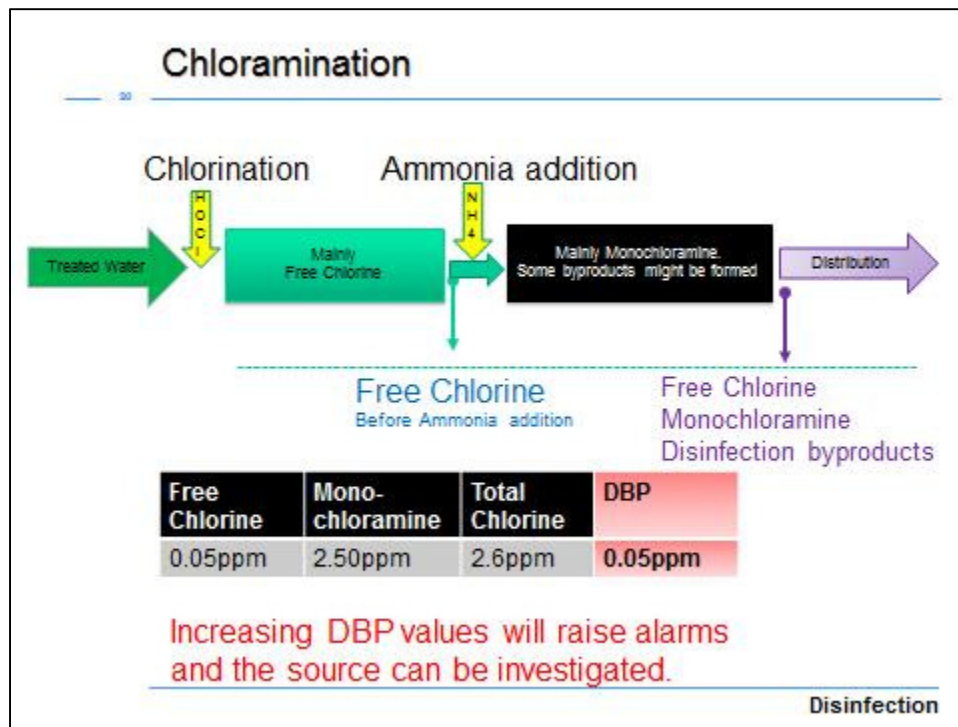 Chloramination
30
Chlorination
Ammonia addition
HOCl
NH4
Treated Water
Mainly
Free Chlorine
Mainly Monochloramine.
Some byproducts might be formed
Distribution
Free Chlorine
Before Ammonia addition
Free Chlorine
Monochloramine
Disinfection byproducts
Free Chlorine
Mono-chloramine
Total Chlorine
DBP
0.05ppm
2.50ppm
2.6ppm
0.05ppm
Increasing DBP values will raise alarms
and the source can be investigated.
Disinfection